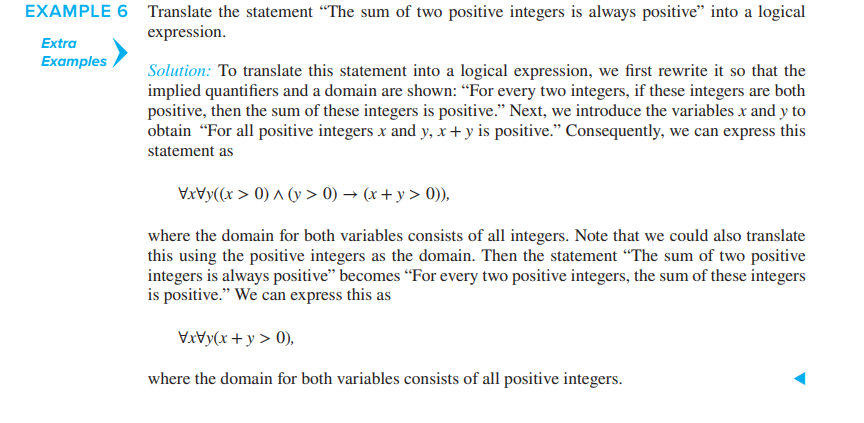 EXAMPLE 6 Translate the statement “The sum of two positive integers is always positive” into a logical
expression.
Extra
Examples
Solution: To translate this statement into a logical expression, we first rewrite it so that the
implied quantifiers and a domain are shown: “For every two integers, if these integers are both
positive, then the sum of these integers is positive.” Next, we introduce the variables x and y to
obtain “For all positive integers x and y, x + y is positive.” Consequently, we can express this
statement as
∀x∀y((x > 0) ∧ (y > 0) → (x + y > 0)),
where the domain for both variables consists of all integers. Note that we could also translate
this using the positive integers as the domain. Then the statement “The sum of two positive
integers is always positive” becomes “For every two positive integers, the sum of these integers
is positive.” We can express this as
∀x∀y(x + y > 0),
where the domain for both variables consists of all positive integers.